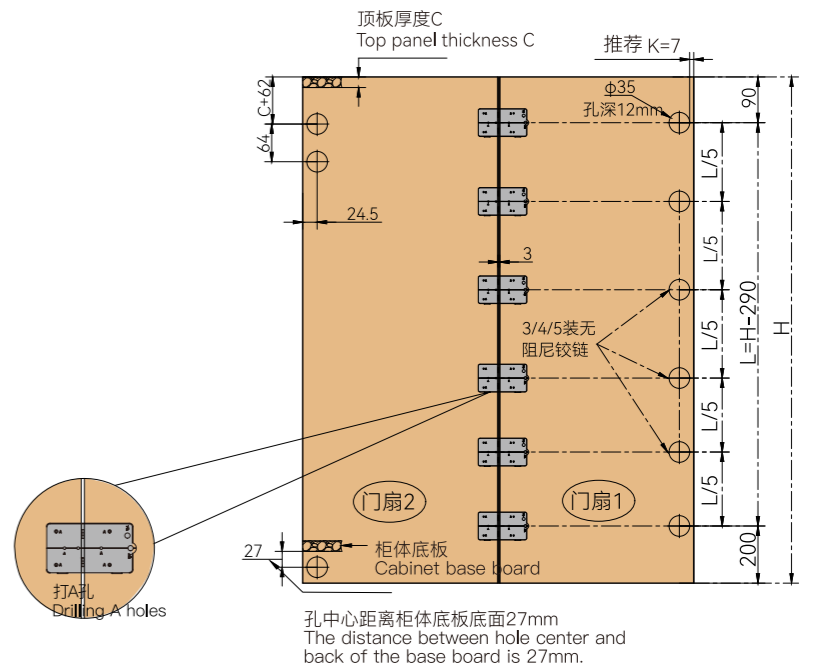 顶板厚度C
Top panel thickness C
推荐 K=7
C+62
64
24.5
ф35
孔深12mm
90
L/5
L/5
3
L/5
L/5
L/5
L=H-290
H
3/4/5装无
阻尼铰链
门扇2
门扇1
200
柜体底板
Cabinet base board
27
打A孔
Drilling A holes
孔中心距离柜体底板底面27mm
The distance between hole center and
back of the base board is 27mm.